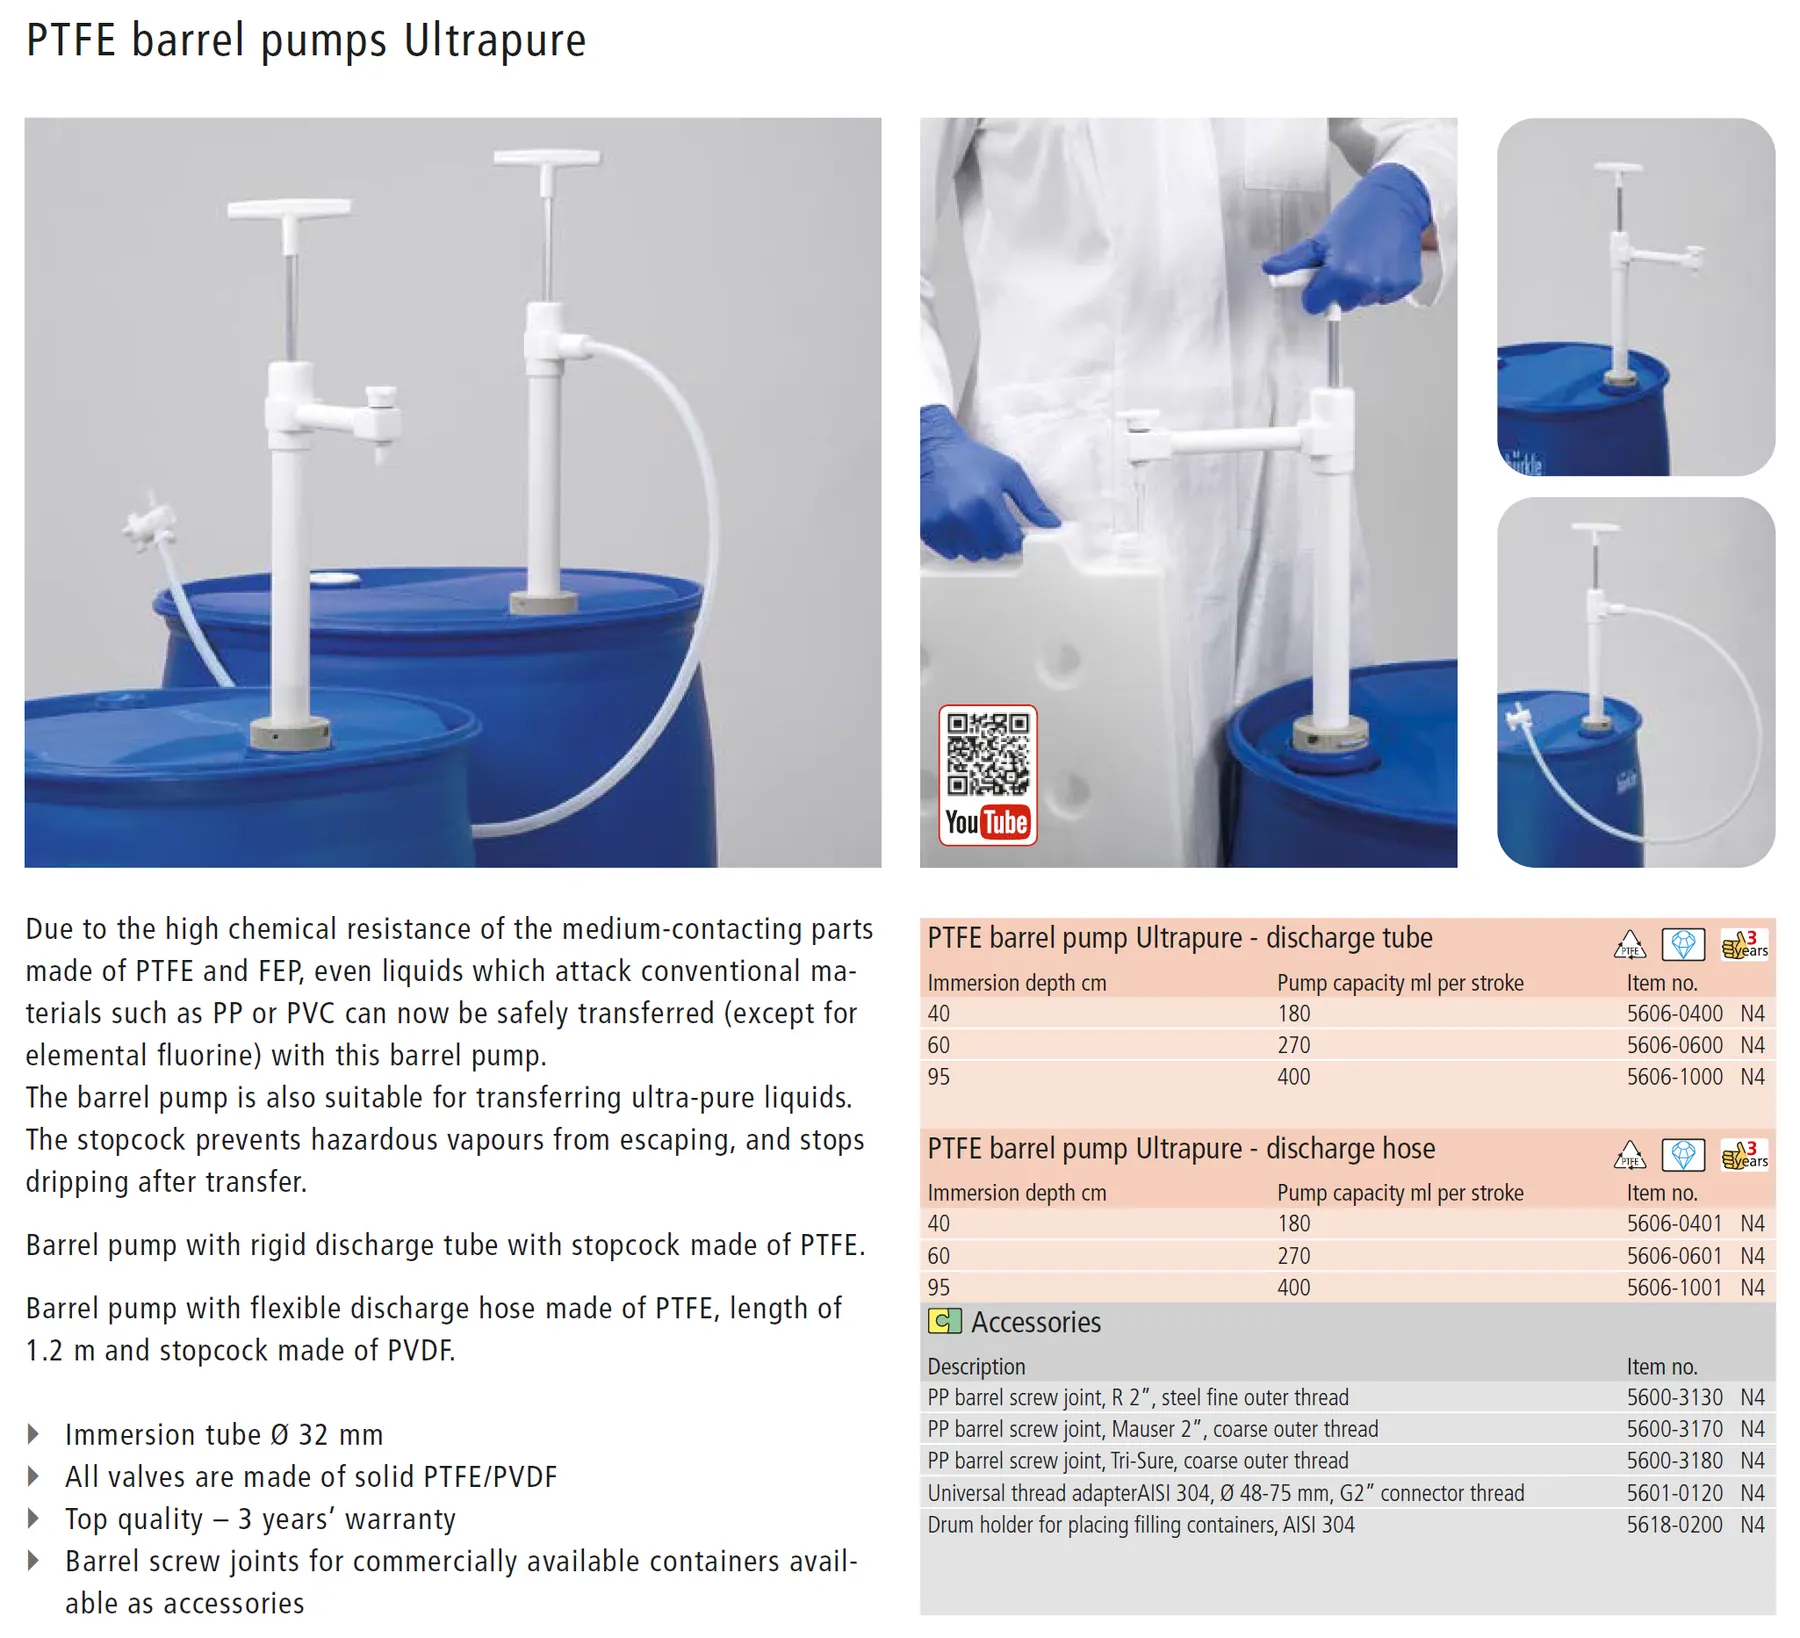 PTFE barrel pumps Ultrapure
bürkle
YouTube
Due to the high chemical resistance of the medium-contacting parts
made of PTFE and FEP, even liquids which attack conventional ma-
terials such as PP or PVC can now be safely transferred (except for
elemental fluorine) with this barrel pump.
The barrel pump is also suitable for transferring ultra-pure liquids.
The stopcock prevents hazardous vapours from escaping, and stops
dripping after transfer.
Barrel pump with rigid discharge tube with stopcock made of PTFE.
Barrel pump with flexible discharge hose made of PTFE, length of
1.2 m and stopcock made of PVDF.
Immersion tube Ø 32 mm
All valves are made of solid PTFE/PVDF
Top quality – 3 years’ warranty
Barrel screw joints for commercially available containers avail-
able as accessories
PTFE barrel pump Ultrapure - discharge tube PTFE 3 years
Immersion depth cm Pump capacity ml per stroke Item no.
40 180 5606-0400 N4
60 270 5606-0600 N4
95 400 5606-1000 N4
PTFE barrel pump Ultrapure - discharge hose PTFE 3 years
Immersion depth cm Pump capacity ml per stroke Item no.
40 180 5606-0401 N4
60 270 5606-0601 N4
95 400 5606-1001 N4
Accessories
Description Item no.
PP barrel screw joint, R 2”, steel fine outer thread 5600-3130 N4
PP barrel screw joint, Mauser 2”, coarse outer thread 5600-3170 N4
PP barrel screw joint, Tri-Sure, coarse outer thread 5600-3180 N4
Universal thread adapterAISI 304, Ø 48-75 mm, G2” connector thread 5601-0120 N4
Drum holder for placing filling containers, AISI 304 5618-0200 N4